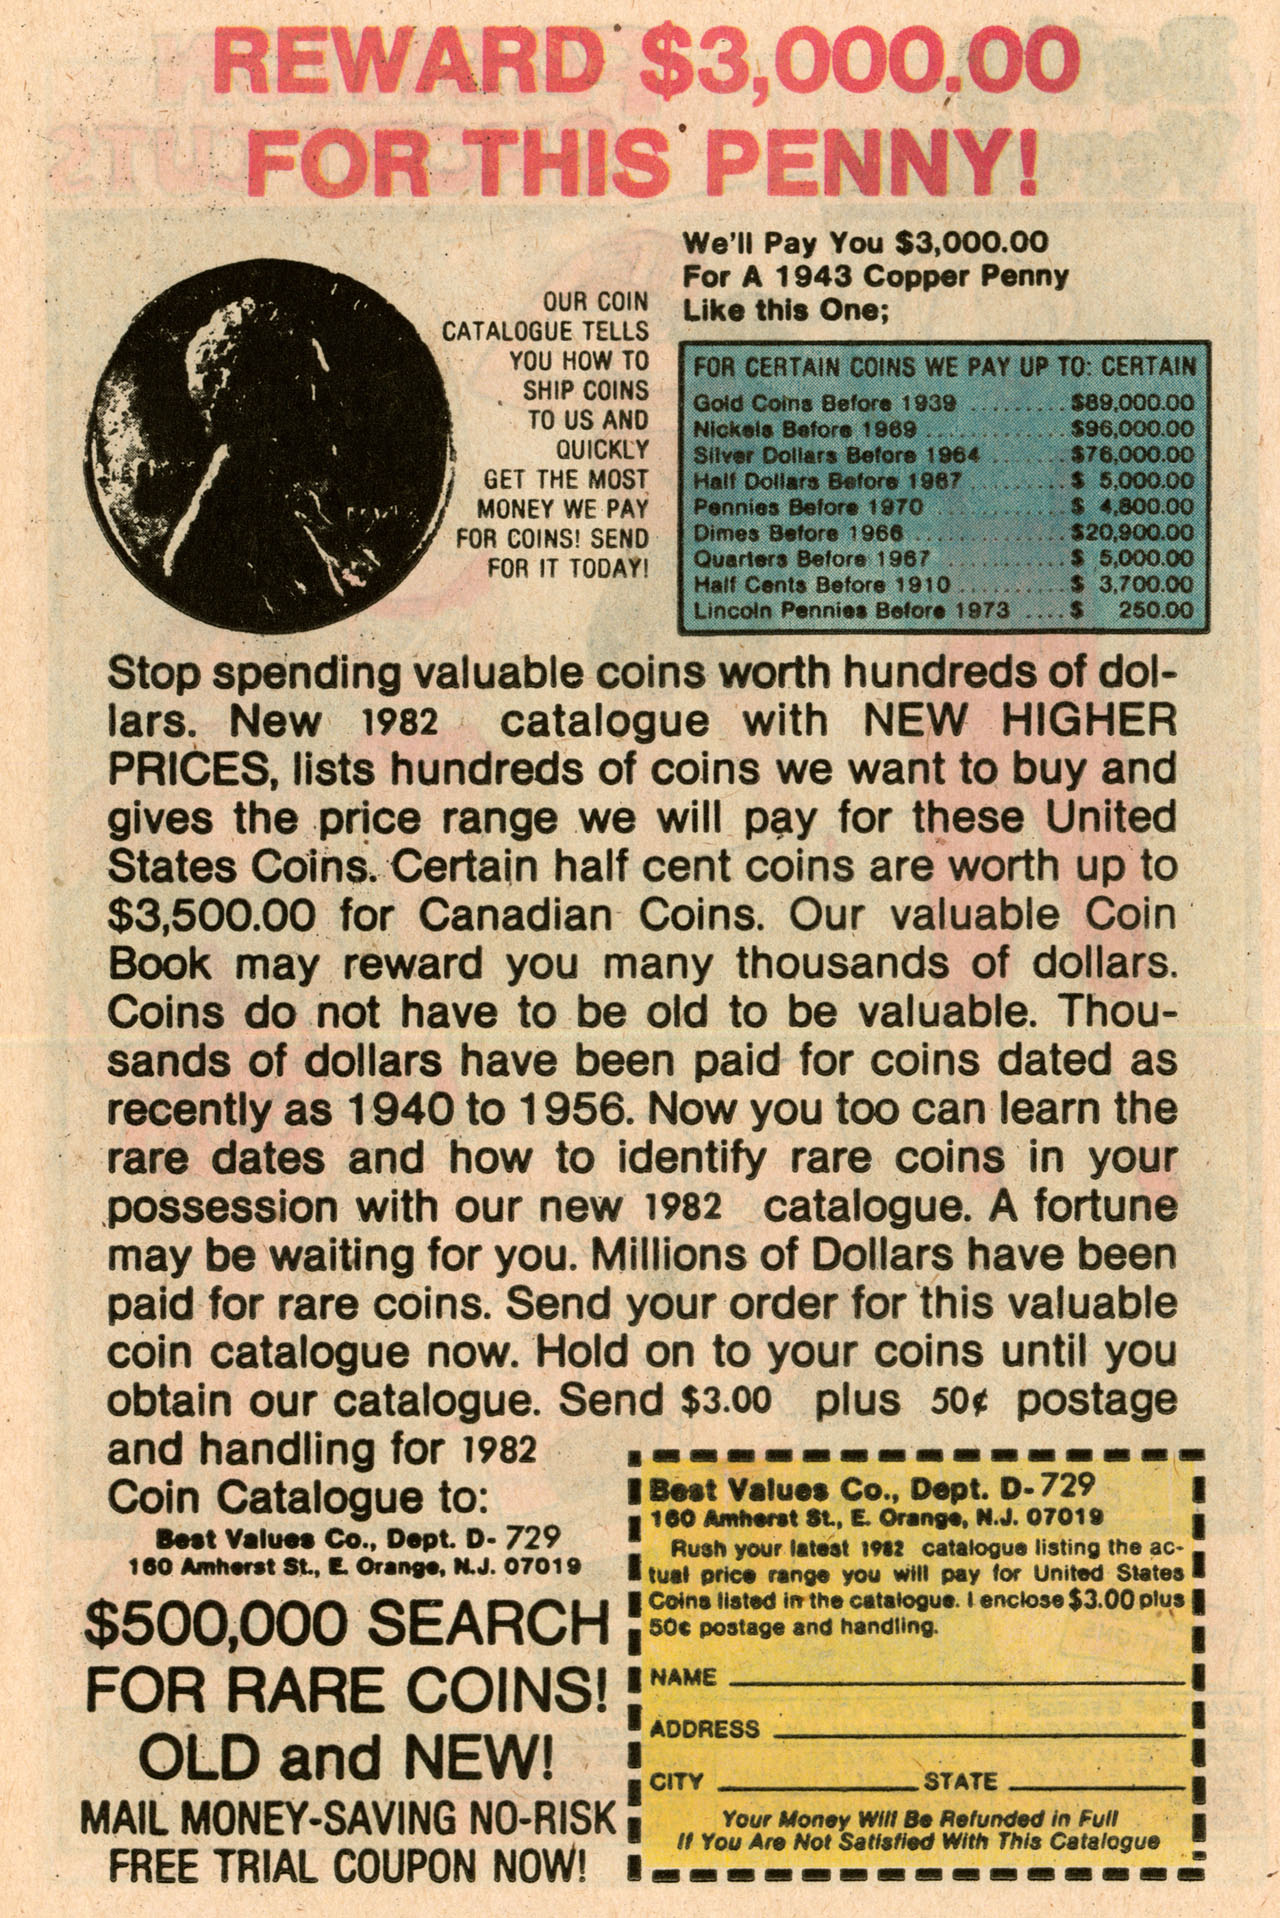 REWARD $3,000.00
FOR THIS PENNY!
OUR COIN
CATALOGUE TELLS
YOU HOW TO
SHIP COINS
TO US AND
QUICKLY
GET THE MOST
MONEY WE PAY
FOR COINS! SEND
FOR IT TODAY!
We'll Pay You $3,000.00
For A 1943 Copper Penny
Like this One;
FOR CERTAIN COINS WE PAY UP TO: CERTAIN
Gold Coins Before 1939 .......... $89,000.00
Nickels Before 1969 ............. $96,000.00
Silver Dollars Before 1964 ....... $76,000.00
Half Dollars Before 1967 ......... $ 5,000.00
Pennies Before 1970 ............ $ 4,800.00
Dimes Before 1966 .............. $20,900.00
Quarters Before 1967 ............ $ 5,000.00
Half Cents Before 1910 .......... $ 3,700.00
Lincoln Pennies Before 1973 .... $ 250.00
Stop spending valuable coins worth hundreds of dol-
lars. New 1982 catalogue with NEW HIGHER
PRICES, lists hundreds of coins we want to buy and
gives the price range we will pay for these United
States Coins. Certain half cent coins are worth up to
$3,500.00 for Canadian Coins. Our valuable Coin
Book may reward you many thousands of dollars.
Coins do not have to be old to be valuable. Thou-
sands of dollars have been paid for coins dated as
recently as 1940 to 1956. Now you too can learn the
rare dates and how to identify rare coins in your
possession with our new 1982 catalogue. A fortune
may be waiting for you. Millions of Dollars have been
paid for rare coins. Send your order for this valuable
coin catalogue now. Hold on to your coins until you
obtain our catalogue. Send $3.00 plus 50¢ postage
and handling for 1982
Coin Catalogue to:
Best Values Co., Dept. D- 729
160 Amherst St., E. Orange, N.J. 07019
$500,000 SEARCH
FOR RARE COINS!
OLD and NEW!
MAIL MONEY-SAVING NO-RISK
FREE TRIAL COUPON NOW!
Best Values Co., Dept. D- 729
160 Amherst St., E. Orange, N.J. 07019
Rush your latest 1982 catalogue listing the ac-
tual price range you will pay for United States
Coins listed in the catalogue. I enclose $3.00 plus
50¢ postage and handling.
NAME
ADDRESS
CITY STATE
Your Money Will Be Refunded in Full
If You Are Not Satisfied With This Catalogue